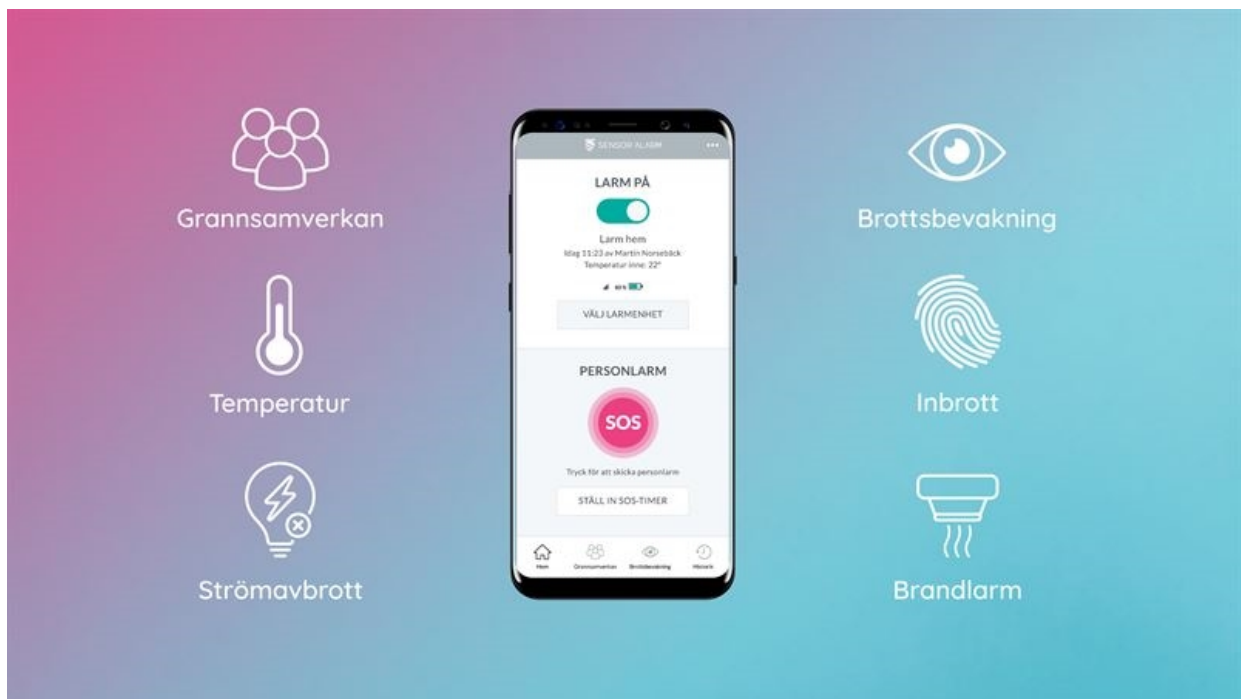 Grannsamverkan
Temperatur
Strömavbrott
SENSOR ALARM
LARM PÅ
Larm hem
Idag 11:23 av Martin Norsebäck
Temperatur inne: 22°
80%
VÄLJ LARMENHET
PERSONLARM
SOS
Tryck för att skicka personlarm
STÄLL IN SOS-TIMER
Hem
Grannsamverkan
Brottsbevakning
Historik
Brottsbevakning
Inbrott
Brandlarm